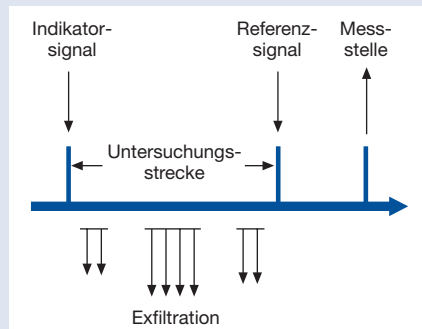 Indikator-
signal
Referenz-
signal
Mess-
stelle
Untersuchungs-
strecke
Exfiltration